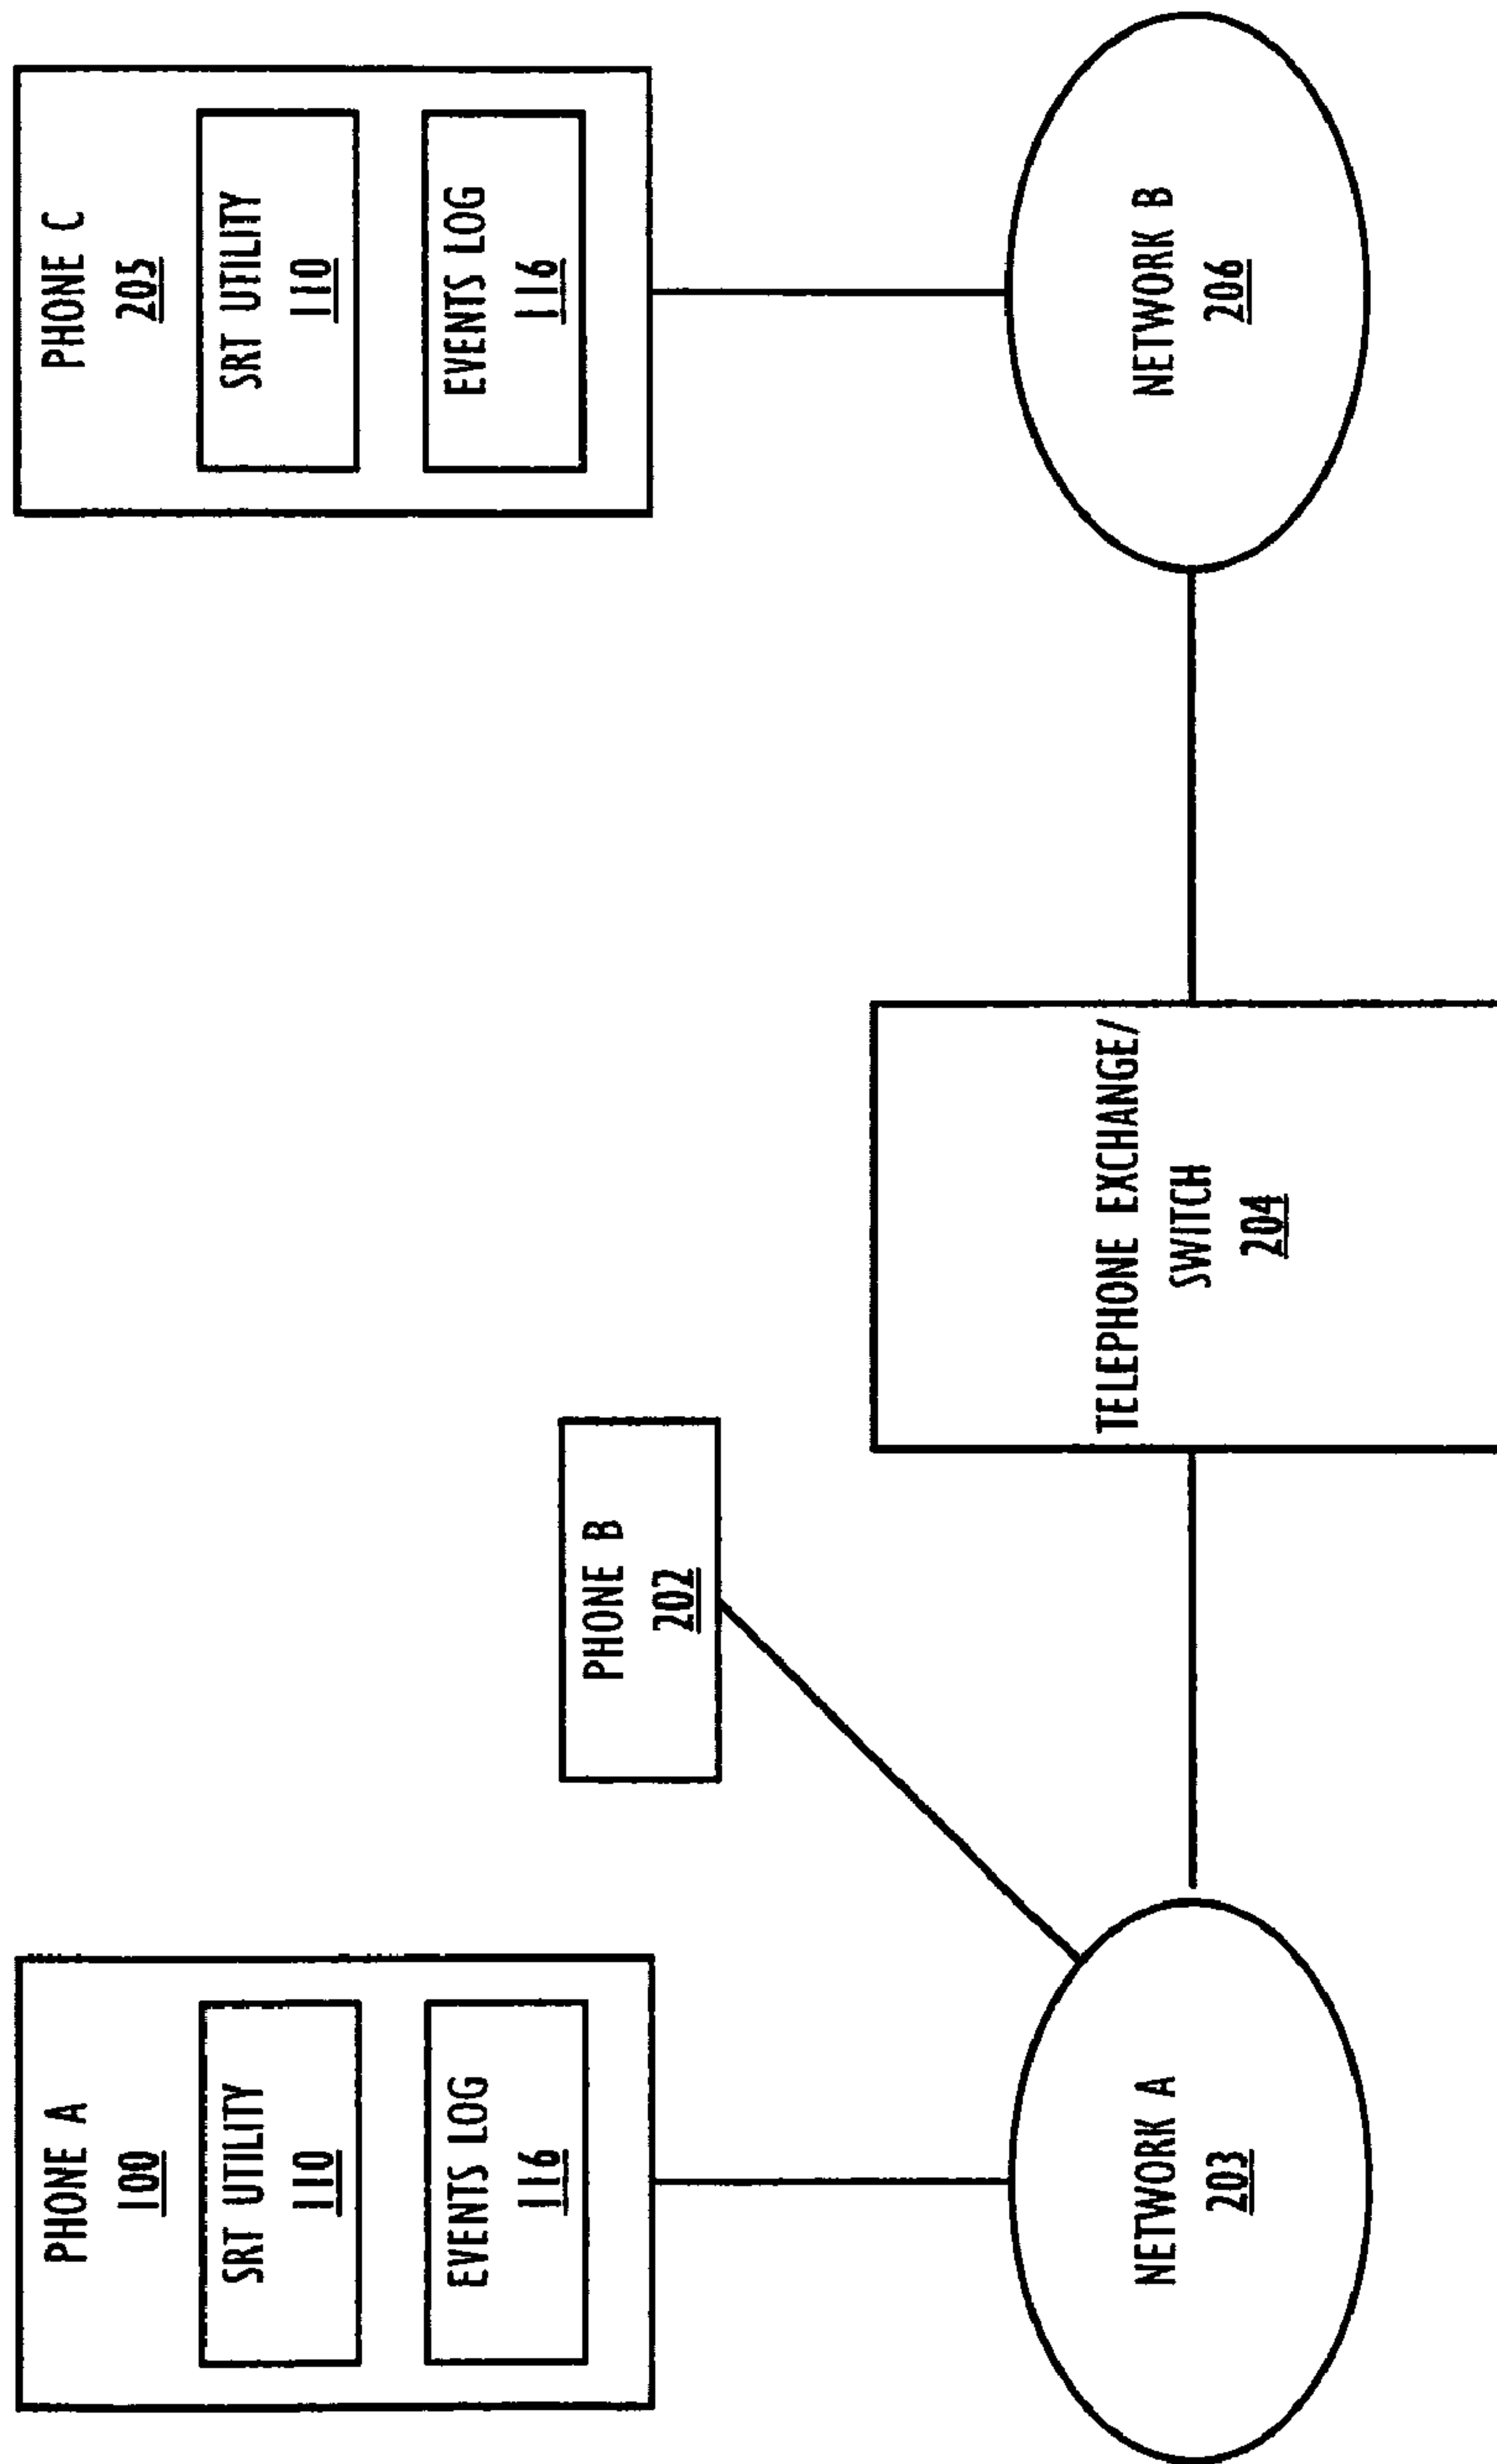 PHONE A
100
SRT UTILITY
110
EVENTS LOG
116
PHONE B
202
PHONE C
205
SRT UTILITY
110
EVENTS LOG
116
NETWORK A
203
TELEPHONE EXCHANGE/
SWITCH
204
NETWORK B
206